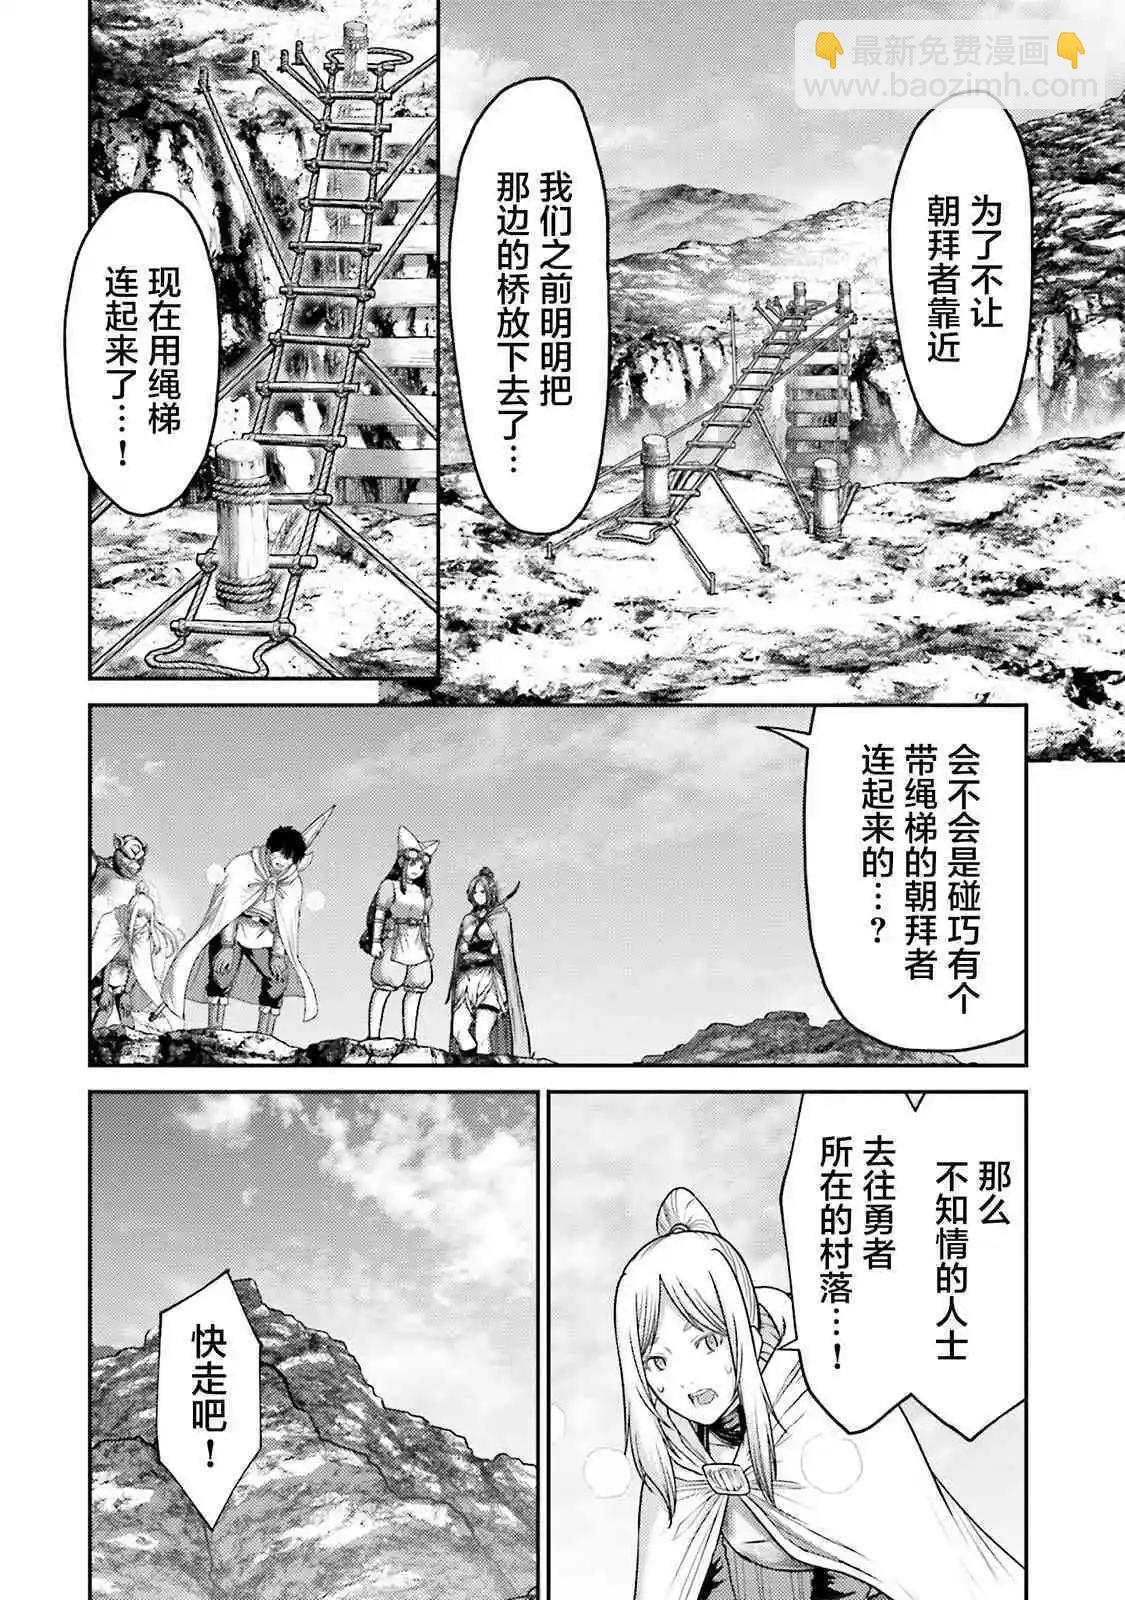 👇最新免费漫画👇
www.baozimh.com
为了不让
朝拜者靠近
我们之前明明把
那边的桥放下去了…
现在用绳梯
连起来了…！
会不会是碰巧有个
带绳梯的朝拜者
连起来的…？
那么
不知情的人士
去往勇者
所在的村落…！
快走吧！